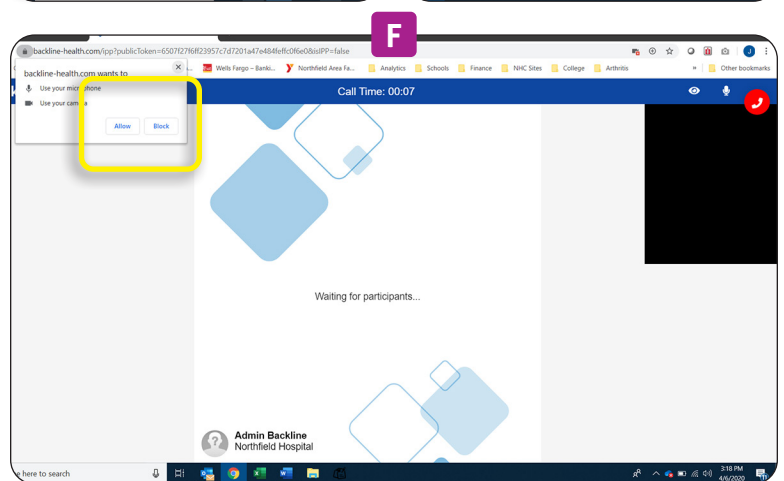 F
backline-health.com/ipp?publicToken=6507f27f6ff23957c7d7201a47e484feffc0f6e0&isIPP=false
Wells Fargo – Banki... Northfield Area Fa... Analytics Schools Finance NHC Sites College Arthritis » Other bookmarks
backline-health.com wants to
Use your microphone
Use your camera
Allow Block
Call Time: 00:07
Waiting for participants...
Admin Backline
Northfield Hospital
e here to search
3:18 PM
4/6/2020